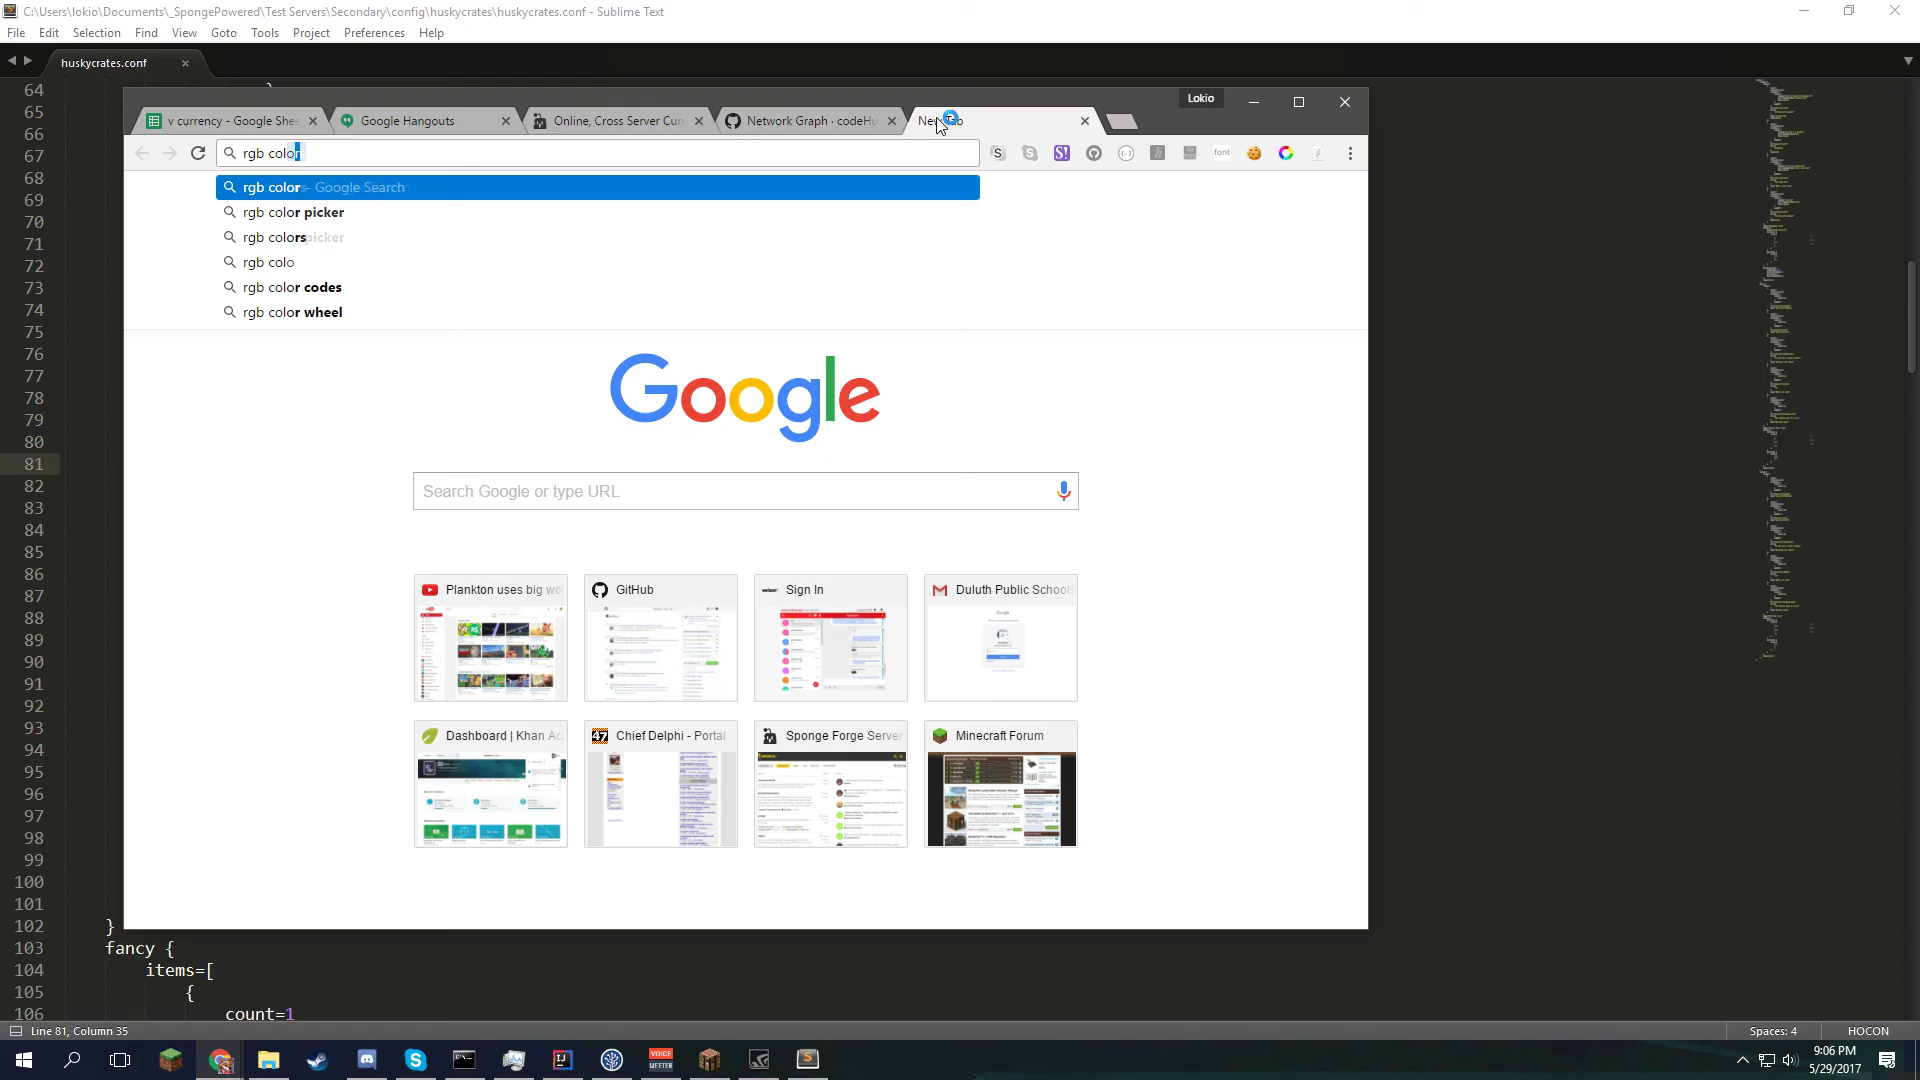 C:\Users\lokio\Documents\_SpongePowered\Test Servers\Secondary\config\huskycrates\huskycrates.conf - Sublime Text
File Edit Selection Find View Goto Tools Project Preferences Help
huskycrates.conf
Lokio
v currency - Google Shee
Google Hangouts
Online, Cross Server Curr
Network Graph · codeHu
New Tab
rgb color
S! font
rgb color - Google Search
rgb color picker
rgb colors
rgb colo
rgb color codes
rgb color wheel
Google
Search Google or type URL
Plankton uses big wo
GitHub
Sign In
Duluth Public Schools
Dashboard | Khan Ac
Chief Delphi - Portal
Sponge Forge Server
Minecraft Forum
64
65
66
67
68
69
70
71
72
73
74
75
76
77
78
79
80
81
82
83
84
85
86
87
88
89
90
91
92
93
94
95
96
97
98
99
100
101
102 }
103 fancy {
104 items=[
105 {
106 count=1
Line 81, Column 35
Spaces: 4
HOCON
VOICE
MEETER
9:06 PM
5/29/2017